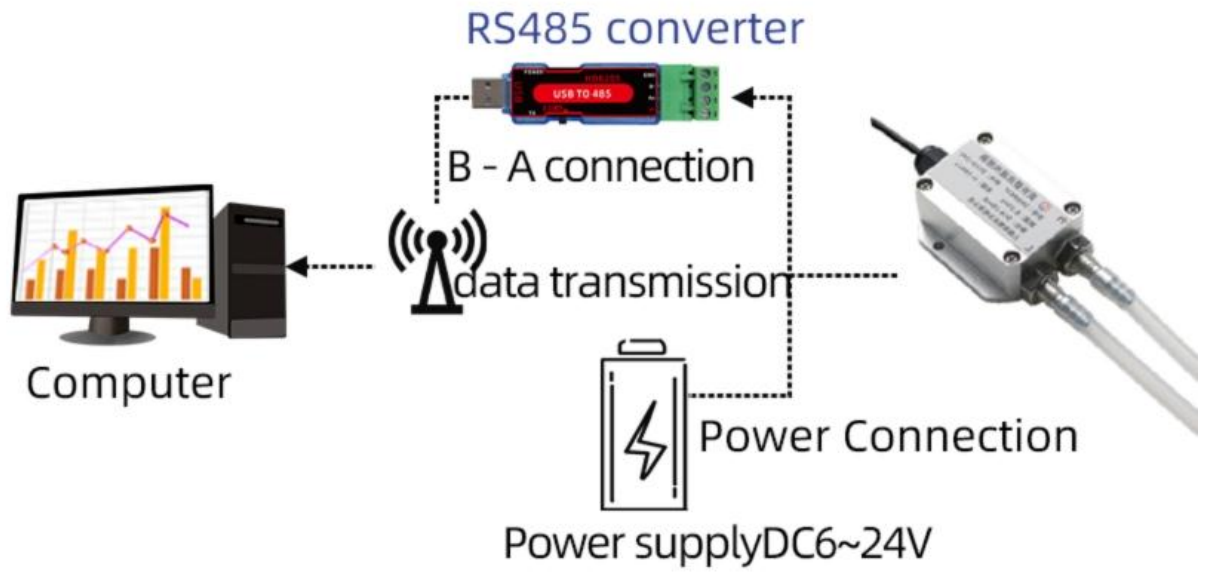 RS485 converter
USB TO 485
B - A connection
data transmission
Computer
Power Connection
Power supplyDC6~24V